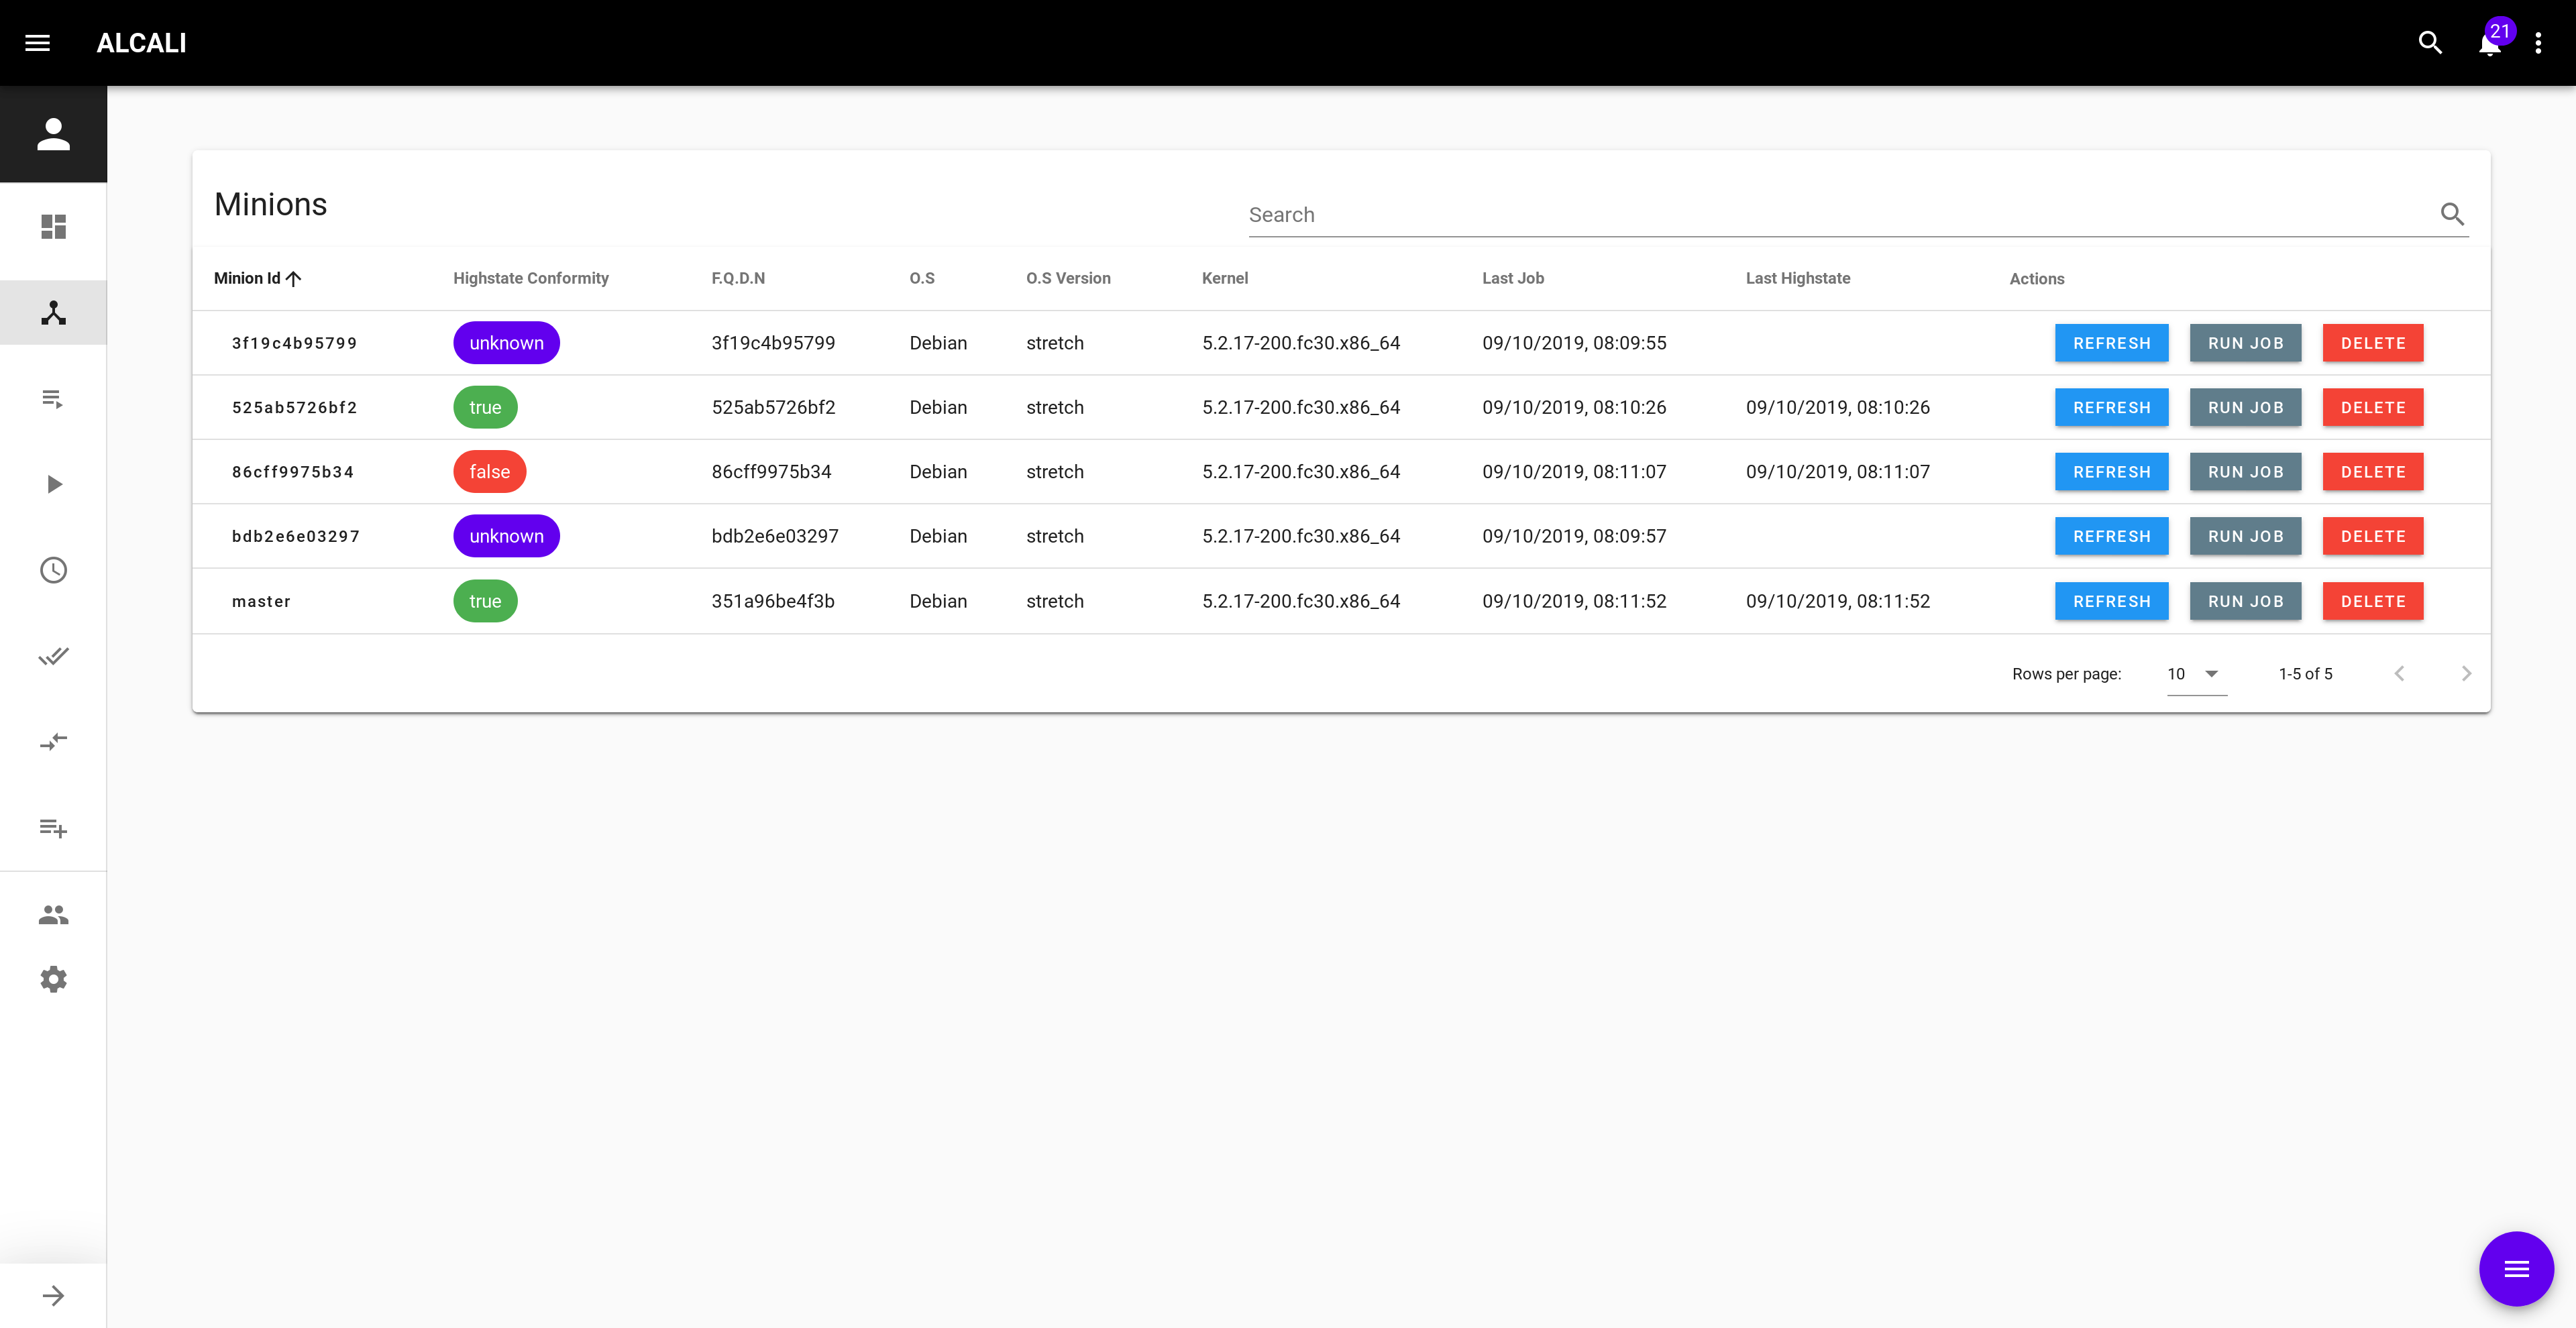 ALCALI
21
Minions
Search
Minion Id Highstate Conformity F.Q.D.N O.S O.S Version Kernel Last Job Last Highstate Actions
3f19c4b95799 unknown 3f19c4b95799 Debian stretch 5.2.17-200.fc30.x86_64 09/10/2019, 08:09:55 REFRESH RUN JOB DELETE
525ab5726bf2 true 525ab5726bf2 Debian stretch 5.2.17-200.fc30.x86_64 09/10/2019, 08:10:26 09/10/2019, 08:10:26 REFRESH RUN JOB DELETE
86cff9975b34 false 86cff9975b34 Debian stretch 5.2.17-200.fc30.x86_64 09/10/2019, 08:11:07 09/10/2019, 08:11:07 REFRESH RUN JOB DELETE
bdb2e6e03297 unknown bdb2e6e03297 Debian stretch 5.2.17-200.fc30.x86_64 09/10/2019, 08:09:57 REFRESH RUN JOB DELETE
master true 351a96be4f3b Debian stretch 5.2.17-200.fc30.x86_64 09/10/2019, 08:11:52 09/10/2019, 08:11:52 REFRESH RUN JOB DELETE
Rows per page: 10 1-5 of 5